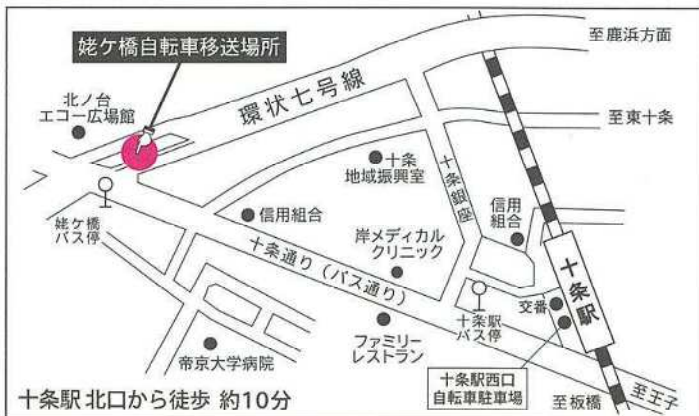 姥ケ橋自転車移送場所
至鹿浜方面
環状七号線
北ノ台
エコー広場館
至東十条
十条
地域振興室
十条銀座
信用組合
信用
組合
姥ケ橋
バス停
岸メディカル
クリニック
十条通り（バス通り）
十条駅
交番
十条駅
バス停
ファミリー
レストラン
帝京大学病院
十条駅西口
自転車駐車場
至王子
至板橋
十条駅 北口から徒歩 約10分